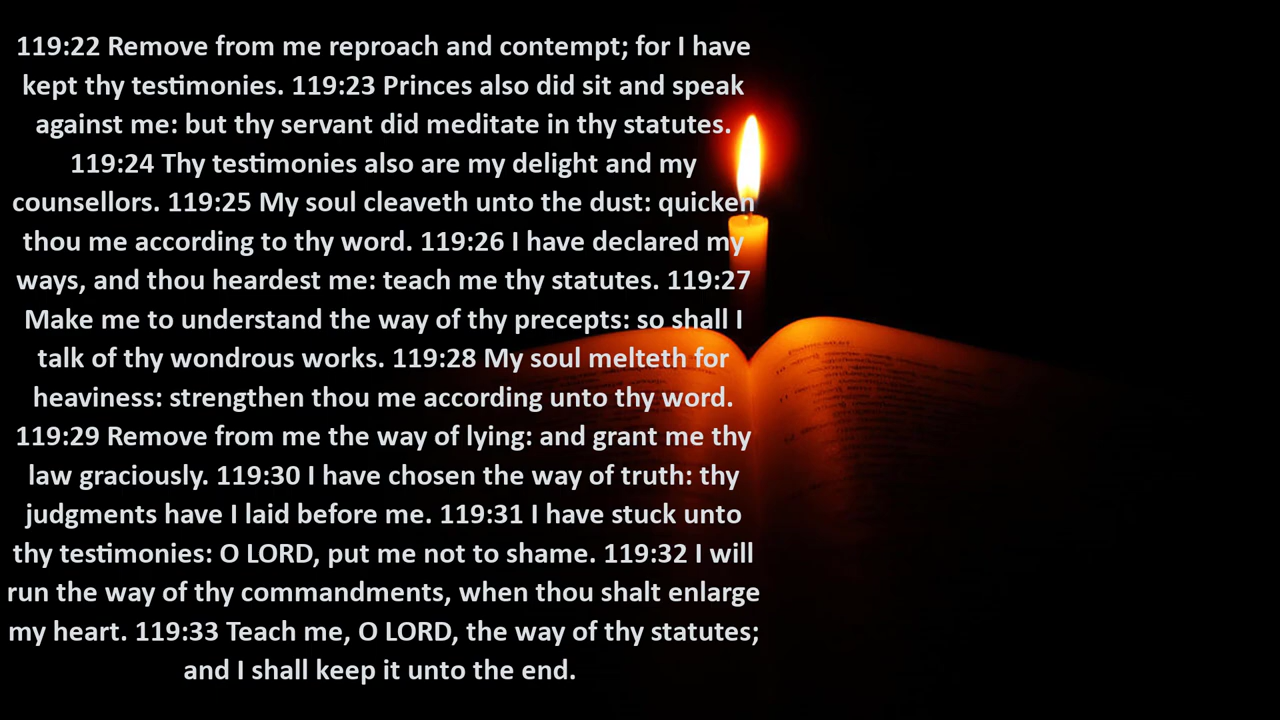 119:22 Remove from me reproach and contempt; for I have
kept thy testimonies. 119:23 Princes also did sit and speak
against me: but thy servant did meditate in thy statutes.
119:24 Thy testimonies also are my delight and my
counsellors. 119:25 My soul cleaveth unto the dust: quicken
thou me according to thy word. 119:26 I have declared my
ways, and thou heardest me: teach me thy statutes. 119:27
Make me to understand the way of thy precepts: so shall I
talk of thy wondrous works. 119:28 My soul melteth for
heaviness: strengthen thou me according unto thy word.
119:29 Remove from me the way of lying: and grant me thy
law graciously. 119:30 I have chosen the way of truth: thy
judgments have I laid before me. 119:31 I have stuck unto
thy testimonies: O LORD, put me not to shame. 119:32 I will
run the way of thy commandments, when thou shalt enlarge
my heart. 119:33 Teach me, O LORD, the way of thy statutes;
and I shall keep it unto the end.